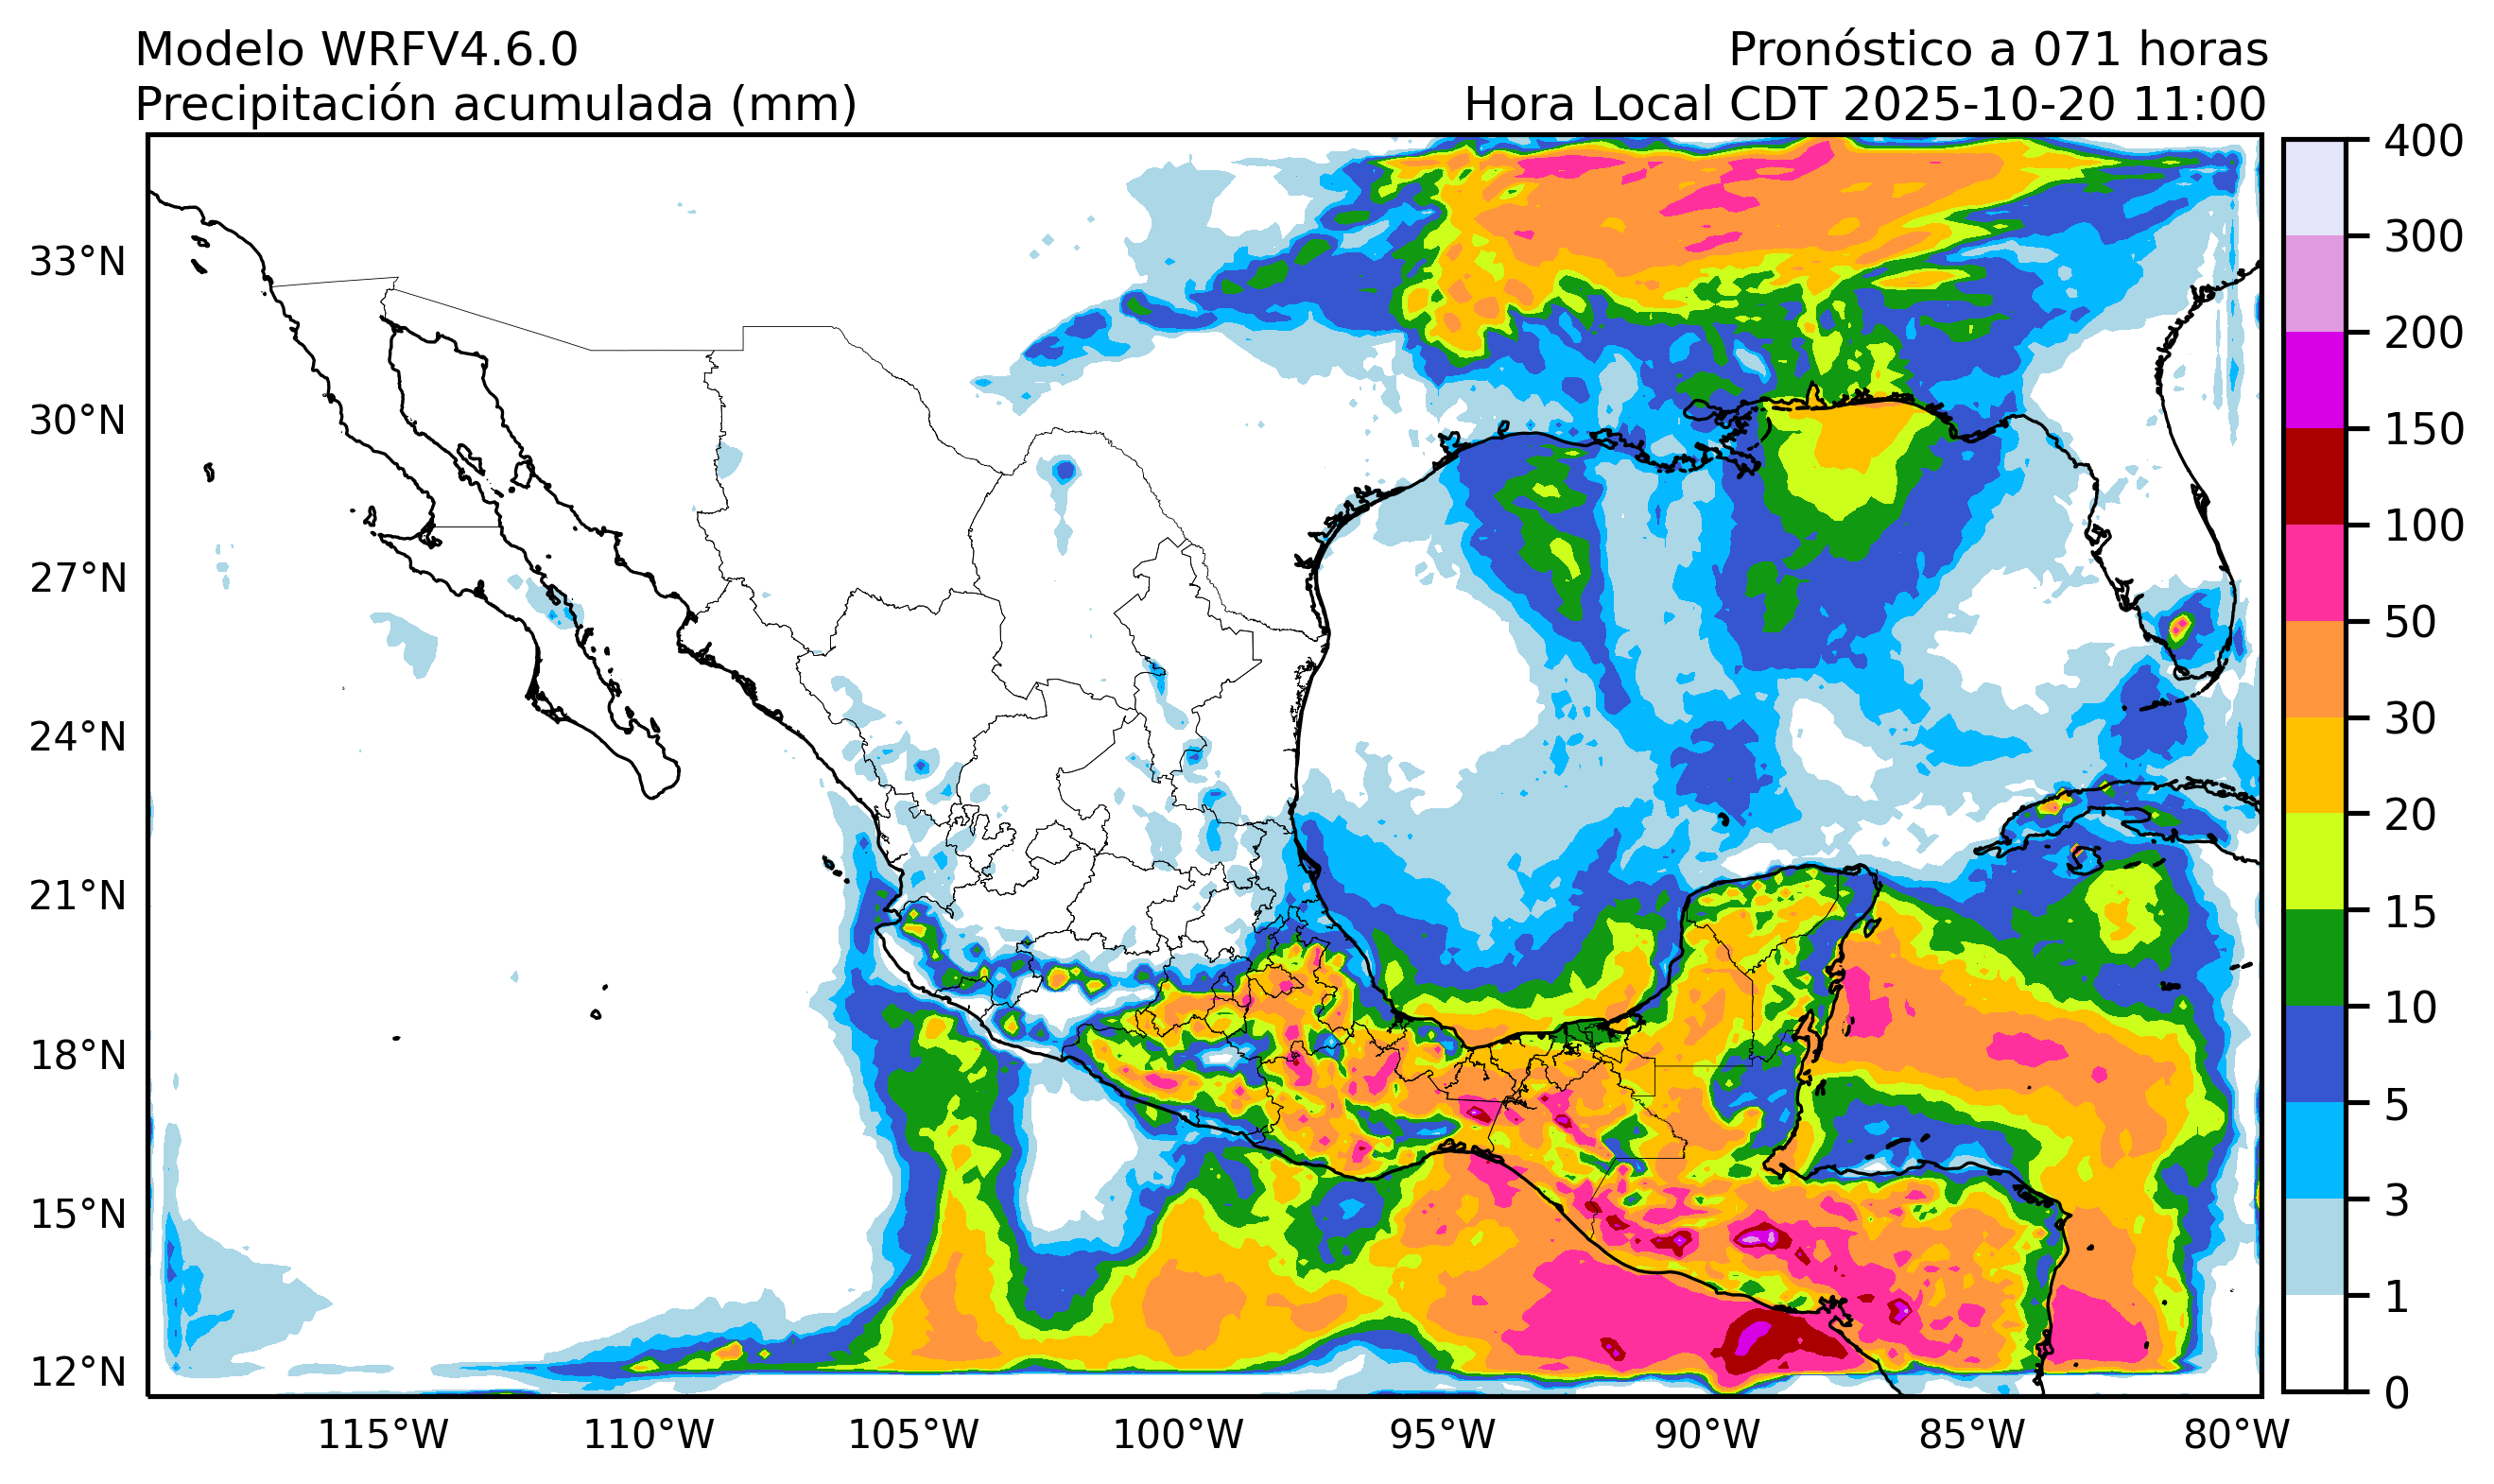 Modelo WRFV4.6.0
Pronóstico a 071 horas
Precipitación acumulada (mm)
Hora Local CDT 2025-10-20 11:00
33°N
30°N
27°N
24°N
21°N
18°N
15°N
12°N
115°W
110°W
105°W
100°W
95°W
90°W
85°W
80°W
400
300
200
150
100
50
30
20
15
10
5
3
1
0